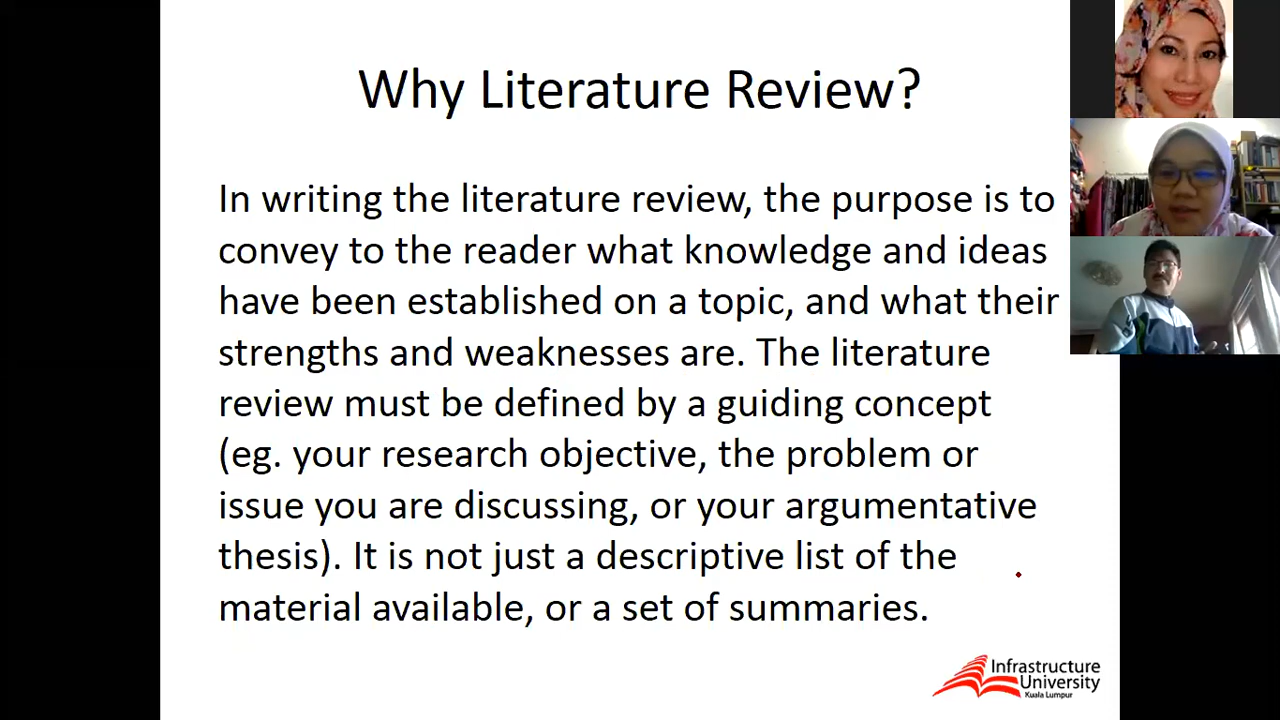 Why Literature Review?
In writing the literature review, the purpose is to
convey to the reader what knowledge and ideas
have been established on a topic, and what their
strengths and weaknesses are. The literature
review must be defined by a guiding concept
(eg. your research objective, the problem or
issue you are discussing, or your argumentative
thesis). It is not just a descriptive list of the
material available, or a set of summaries.
Infrastructure
University
Kuala Lumpur